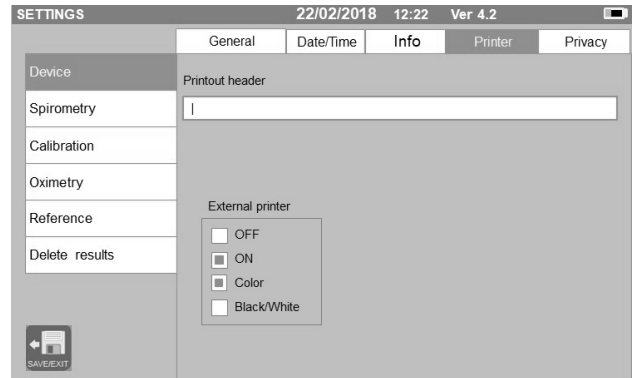 SETTINGS 22/02/2018 12:22 Ver 4.2
General Date/Time Info Printer Privacy
Device
Spirometry
Calibration
Oximetry
Reference
Delete results
Printout header
External printer
OFF
ON
Color
Black/White
SAVE/EXIT